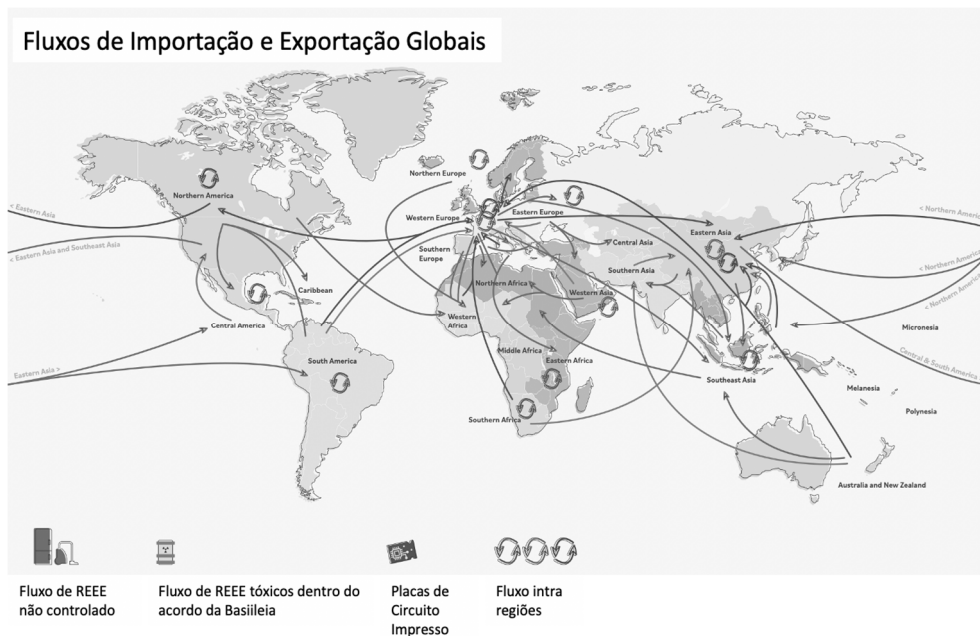 Fluxos de Importação e Exportação Globais
Northern Europe
Northern America
< Eastern Asia
Western Europe
Eastern Europe
< Northern America
Eastern Asia
< Eastern Asia and Southeast Asia
Southern
Europe
Central Asia
Southern Asia
< Northern America
Northern Africa
Caribbean
Western Asia
< Northern America
Central America
Western
Africa
Micronesia
Middle Africa
South America
Eastern Africa
Central & South America
Eastern Asia >
Southeast Asia
Melanesia
Polynesia
Southern Africa
Australia and New Zealand
Fluxo de REEE
não controlado
Fluxo de REEE tóxicos dentro do
acordo da Basiileia
Placas de
Circuito
Impresso
Fluxo intra
regiões